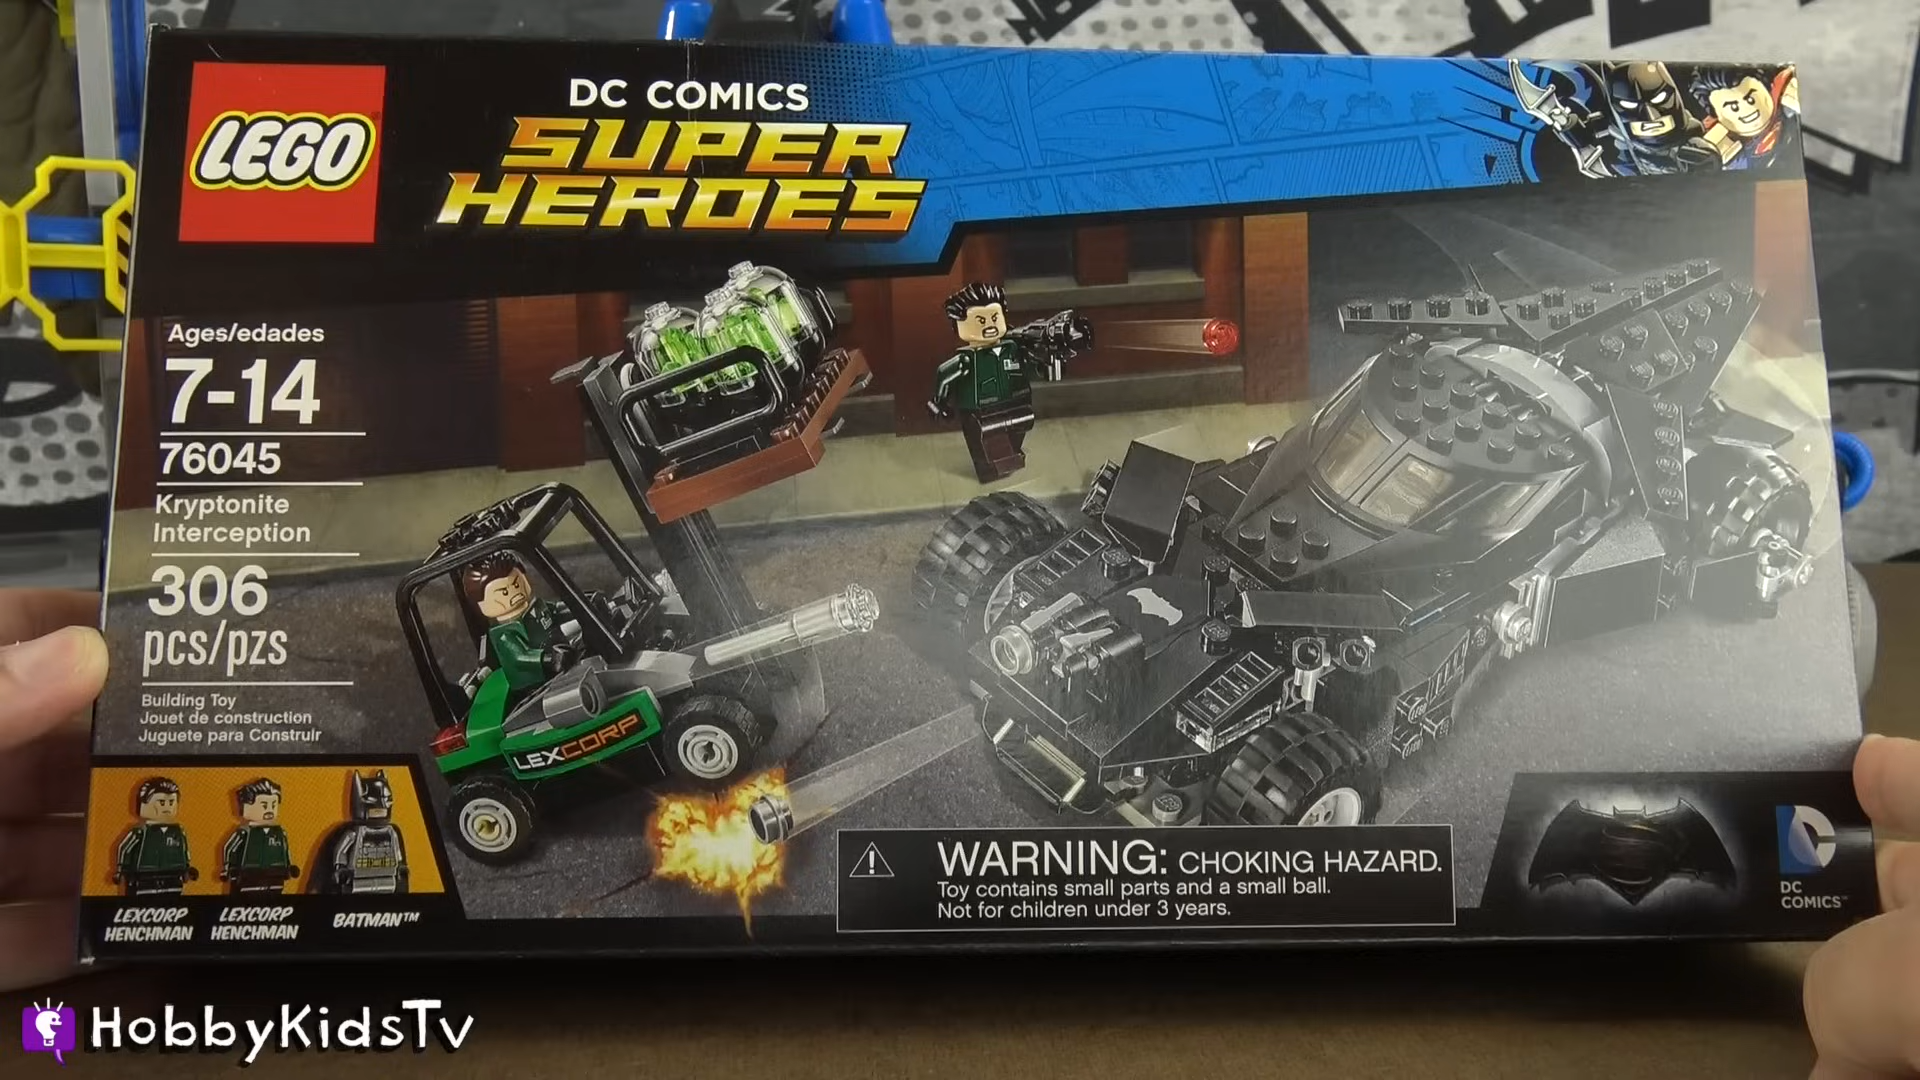 LEGO
DC COMICS
SUPER
HEROES
Ages/edades
7-14
76045
Kryptonite
Interception
306
pcs/pzs
Building Toy
Jouet de construction
Juguete para Construir
LEXCORP
LEXCORP
HENCHMAN
LEXCORP
HENCHMAN
BATMAN™
WARNING: CHOKING HAZARD.
Toy contains small parts and a small ball.
Not for children under 3 years.
DC
COMICS™
HobbyKidsTv